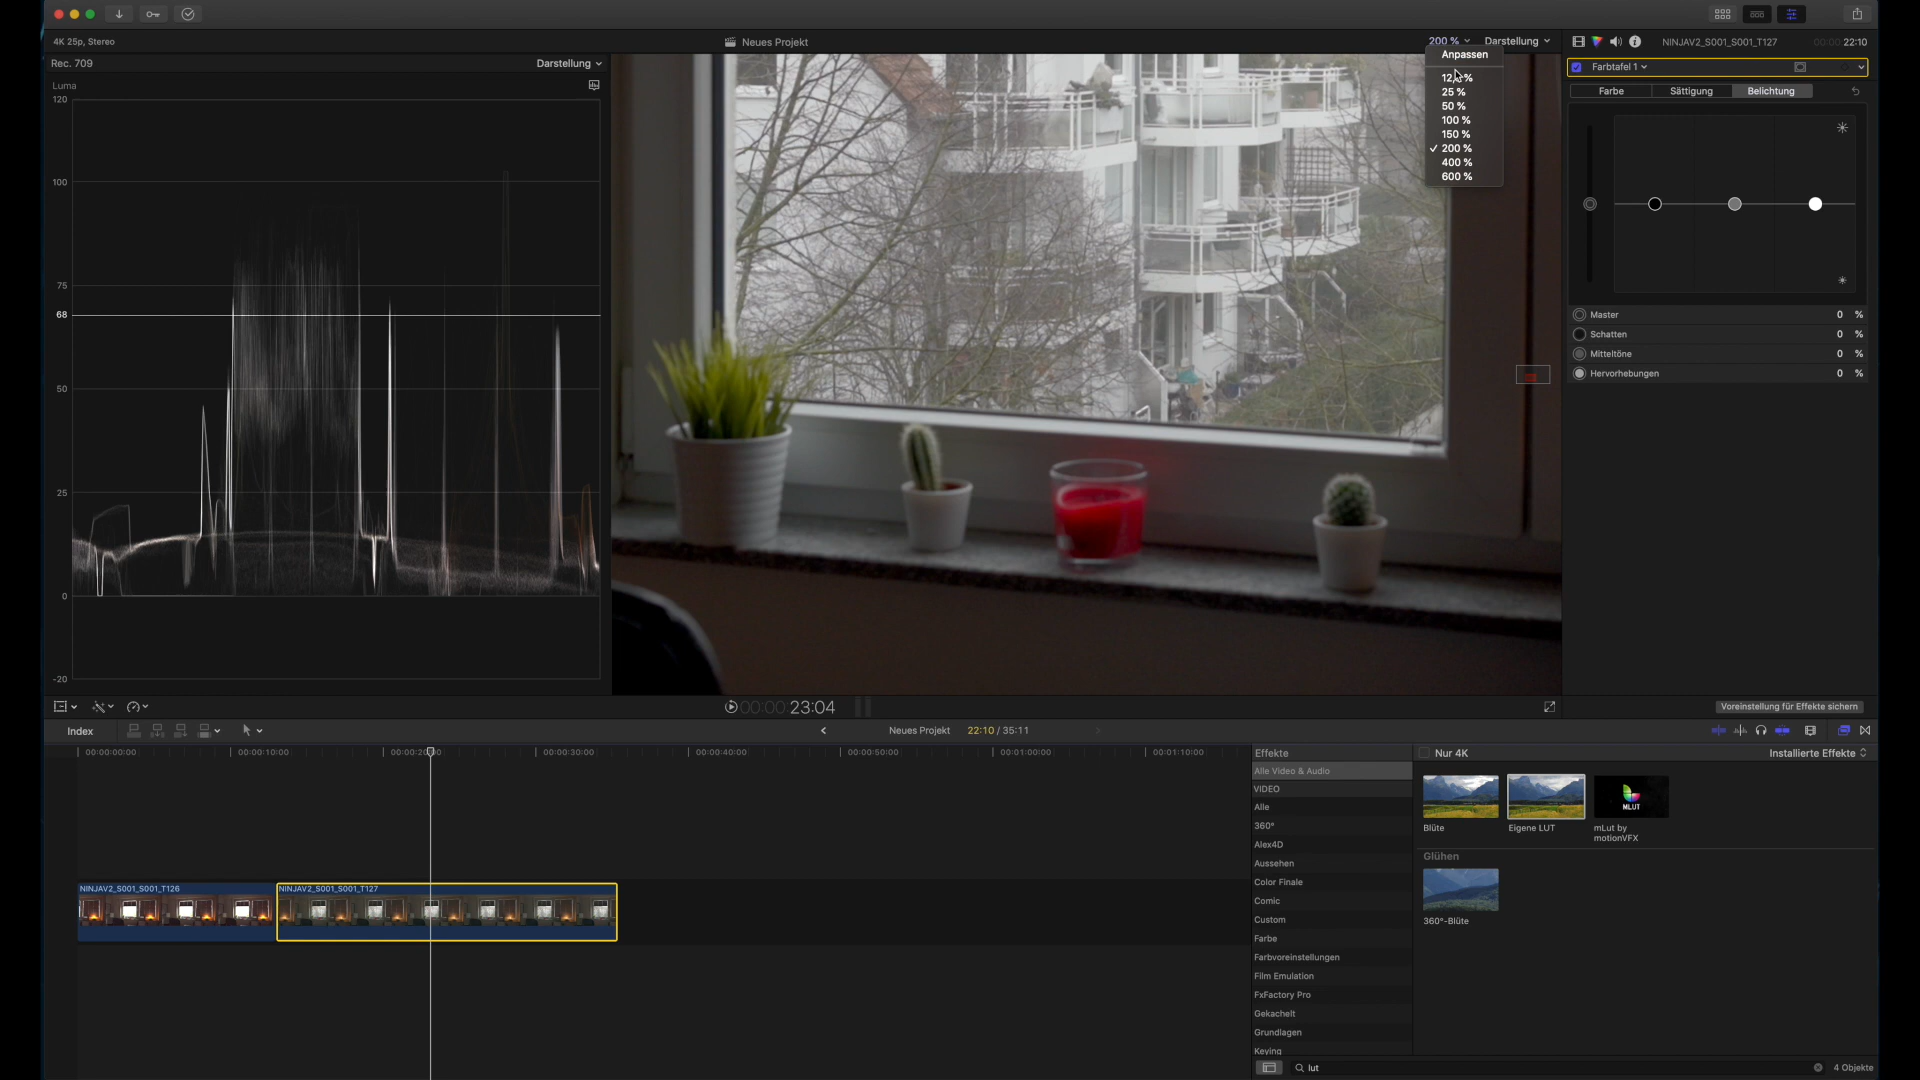 4K 25p, Stereo
Neues Projekt
200 %
Darstellung
NINJAV2_S001_S001_T127
00:00 22:10
Rec. 709
Darstellung
Anpassen
25 %
50 %
100 %
150 %
✓ 200 %
400 %
600 %
Farbtafel 1
Farbe
Sättigung
Belichtung
Luma
120
100
75
68
50
25
0
-20
Master 0 %
Schatten 0 %
Mitteltöne 0 %
Hervorhebungen 0 %
00:00:00 23:04
Voreinstellung für Effekte sichern
Index
Neues Projekt
22:10 / 35:11
00:00:00:00
00:00:10:00
00:00:30:00
00:00:40:00
00:00:50:00
00:01:00:00
00:01:10:00
NINJAV2_S001_S001_T126
NINJAV2_S001_S001_T127
Effekte
Nur 4K
Installierte Effekte
Alle Video & Audio
VIDEO
Alle
360°
Alex4D
Aussehen
Color Finale
Comic
Custom
Farbe
Farbvoreinstellungen
Film Emulation
FxFactory Pro
Gekachelt
Grundlagen
Keying
MLUT
Blüte
Eigene LUT
mLut by
motionVFX
Glühen
360°-Blüte
lut
4 Objekte